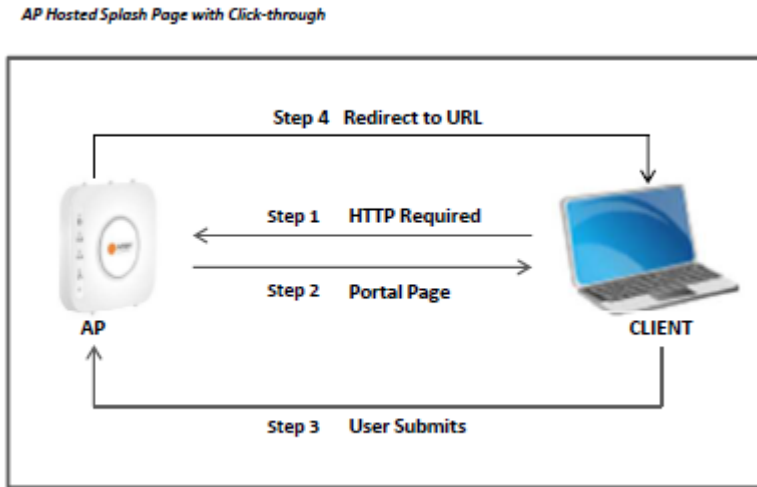 AP Hosted Splash Page with Click-through
Step 4 Redirect to URL
Step 1 HTTP Required
Step 2 Portal Page
AP
CLIENT
Step 3 User Submits